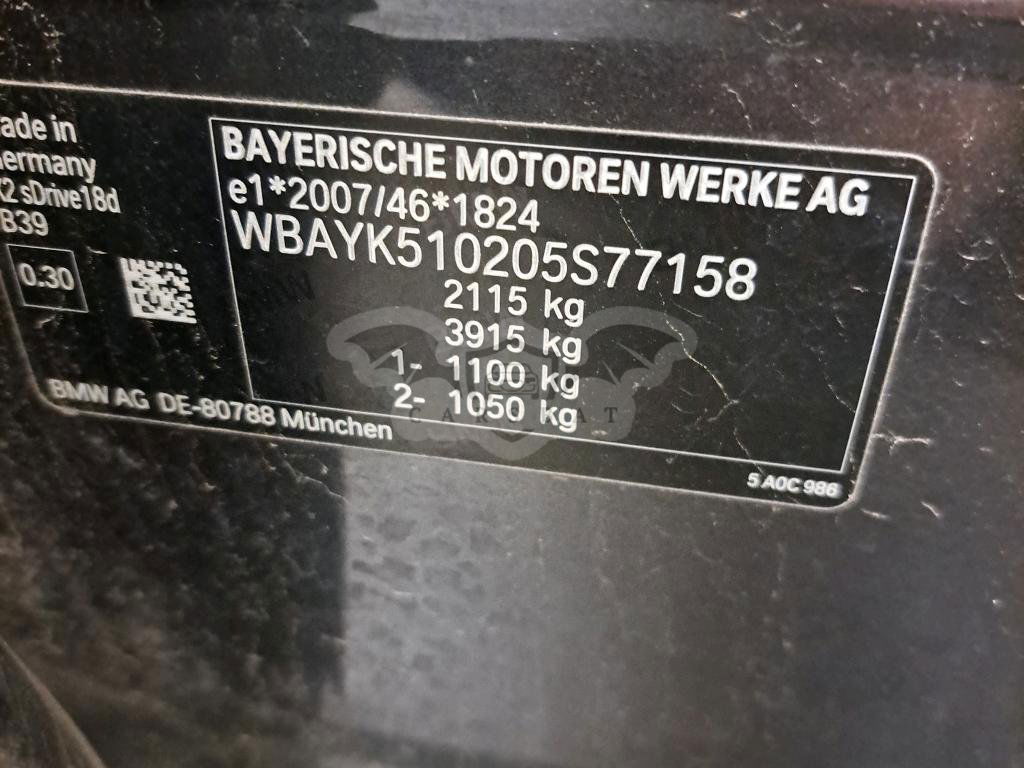 ade in
ermany
X2 sDrive18d
B39
0.30
BMW AG DE-80788 München
BAYERISCHE MOTOREN WERKE AG
e1*2007/46*1824
WBAYK510205S77158
2115 kg
3915 kg
1- 1100 kg
2- 1050 kg
5 A0C 986